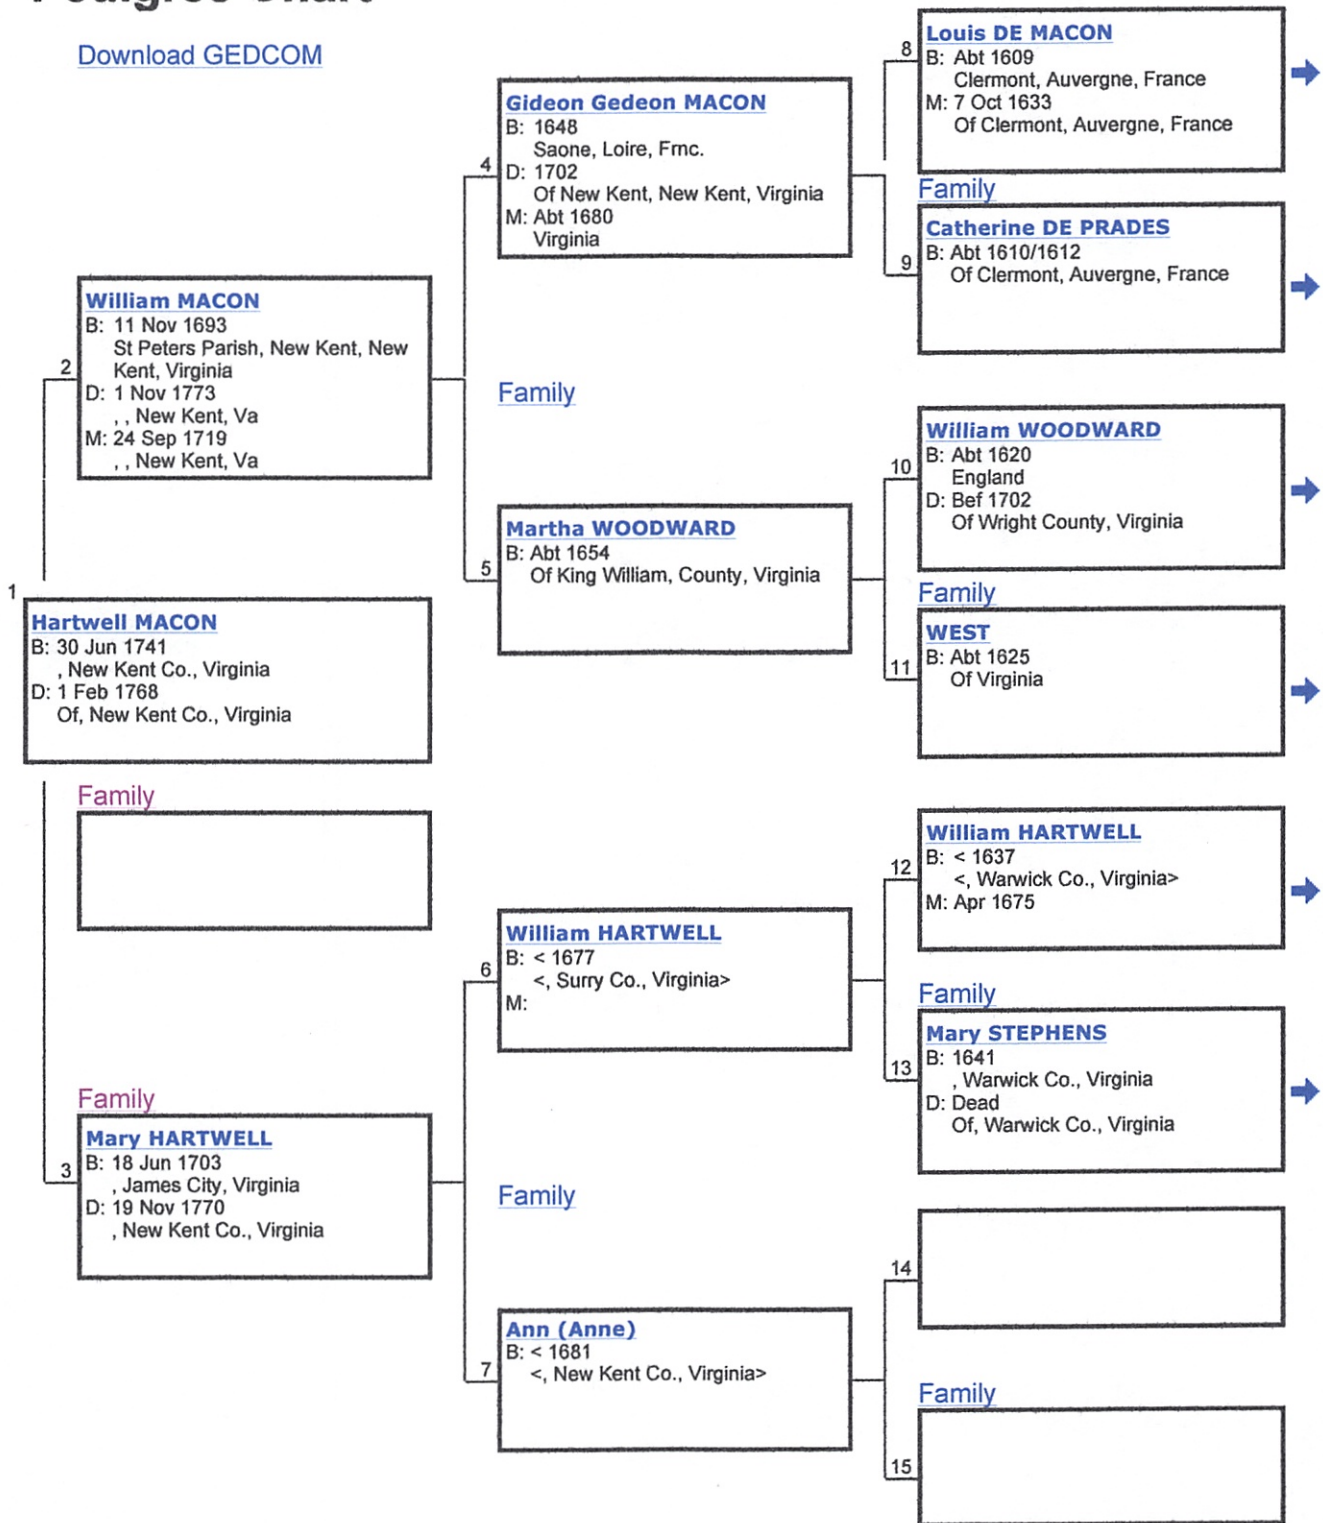 Pedigree Chart
Download GEDCOM
8
Louis DE MACON
B: Abt 1609
Clermont, Auvergne, France
M: 7 Oct 1633
Of Clermont, Auvergne, France
Gideon Gedeon MACON
B: 1648
Saone, Loire, Frnc.
4
D: 1702
Of New Kent, New Kent, Virginia
M: Abt 1680
Virginia
Family
9
Catherine DE PRADES
B: Abt 1610/1612
Of Clermont, Auvergne, France
2
William MACON
B: 11 Nov 1693
St Peters Parish, New Kent, New
Kent, Virginia
D: 1 Nov 1773
, , New Kent, Va
M: 24 Sep 1719
, , New Kent, Va
Family
10
William WOODWARD
B: Abt 1620
England
D: Bef 1702
Of Wright County, Virginia
5
Martha WOODWARD
B: Abt 1654
Of King William, County, Virginia
Family
11
WEST
B: Abt 1625
Of Virginia
1
Hartwell MACON
B: 30 Jun 1741
, New Kent Co., Virginia
D: 1 Feb 1768
Of, New Kent Co., Virginia
Family
12
William HARTWELL
B: < 1637
<, Warwick Co., Virginia>
M: Apr 1675
6
William HARTWELL
B: < 1677
<, Surry Co., Virginia>
M:
Family
13
Mary STEPHENS
B: 1641
, Warwick Co., Virginia
D: Dead
Of, Warwick Co., Virginia
Family
3
Mary HARTWELL
B: 18 Jun 1703
, James City, Virginia
D: 19 Nov 1770
, New Kent Co., Virginia
Family
14
7
Ann (Anne)
B: < 1681
<, New Kent Co., Virginia>
Family
15